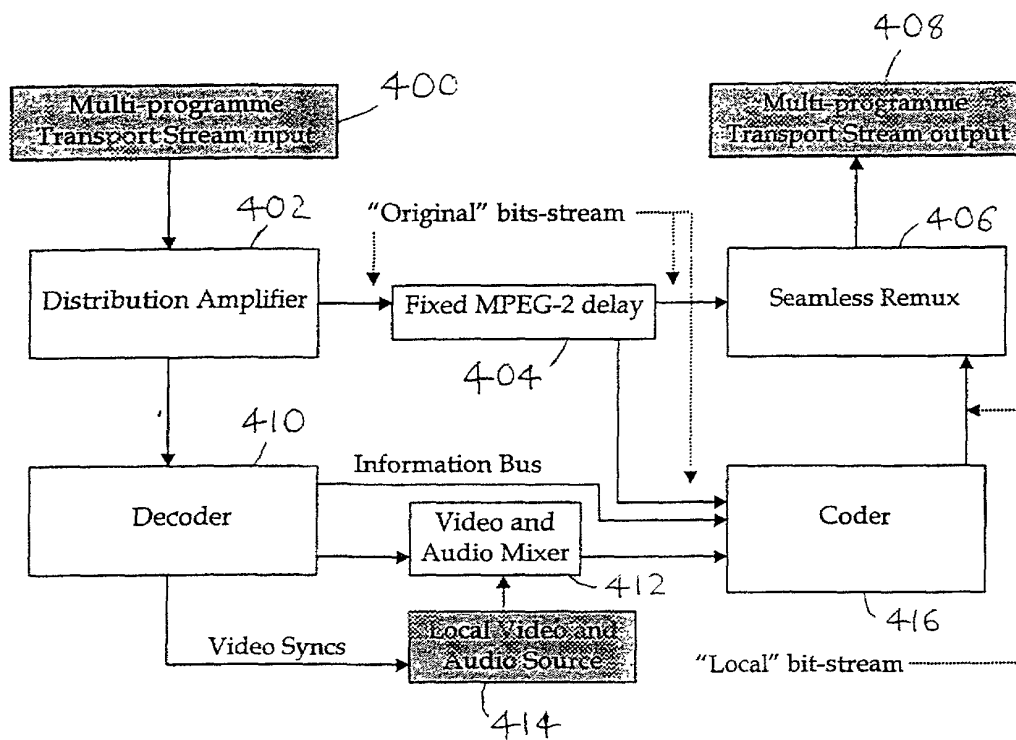 408
400
Multi-programme
Transport Stream input
Multi-programme
Transport Stream output
402
"Original" bits-stream
406
Distribution Amplifier
Fixed MPEG-2 delay
Seamless Remux
404
410
Information Bus
Decoder
Video and
Audio Mixer
Coder
412
416
Video Syncs
Local Video and
Audio Source
"Local" bit-stream
414